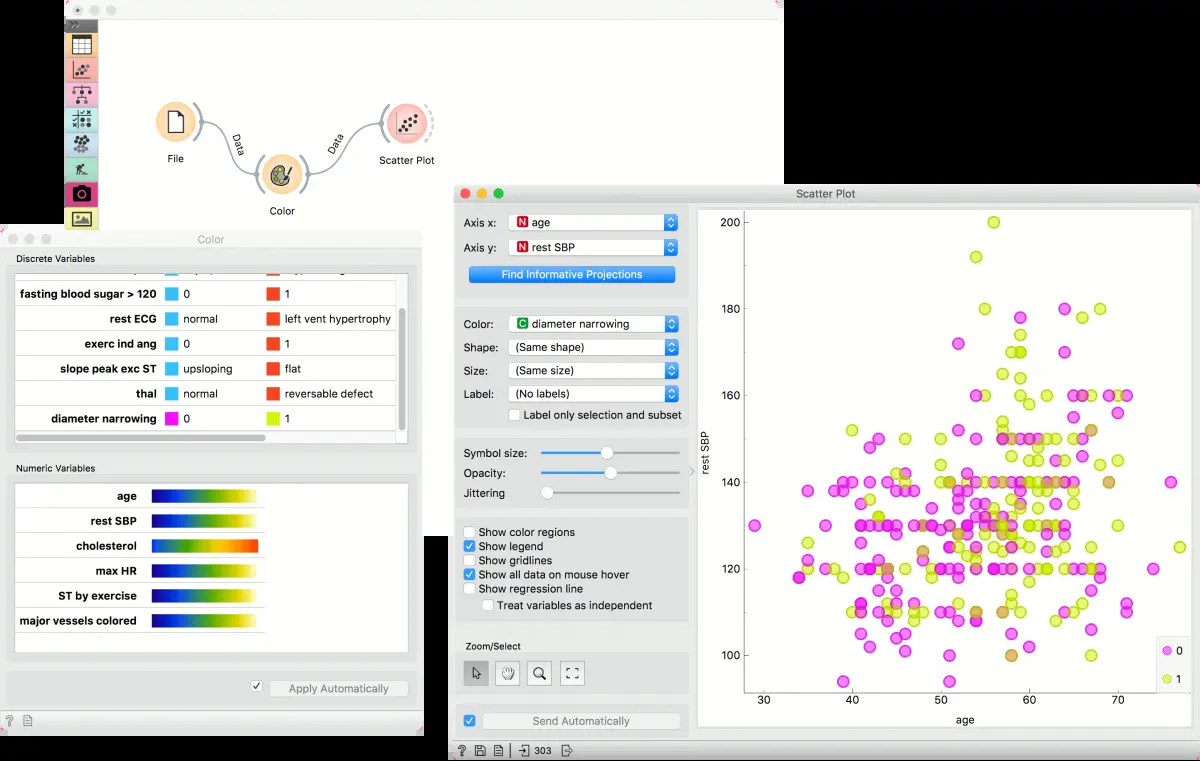 Data
Data
File
Scatter Plot
Color
Color
Discrete Variables
fasting blood sugar > 120 0 1
rest ECG normal left vent hypertrophy
exerc ind ang 0 1
slope peak exc ST upsloping flat
thal normal reversable defect
diameter narrowing 0 1
Numeric Variables
age
rest SBP
cholesterol
max HR
ST by exercise
major vessels colored
Apply Automatically
?
Scatter Plot
Axis x: N age
Axis y: N rest SBP
Find Informative Projections
Color: C diameter narrowing
Shape: (Same shape)
Size: (Same size)
Label: (No labels)
Label only selection and subset
Symbol size:
Opacity:
Jittering
Show color regions
Show legend
Show gridlines
Show all data on mouse hover
Show regression line
Treat variables as independent
Zoom/Select
Send Automatically
? 303
200
180
160
140
120
100
rest SBP
30 40 50 60 70
age
0
1